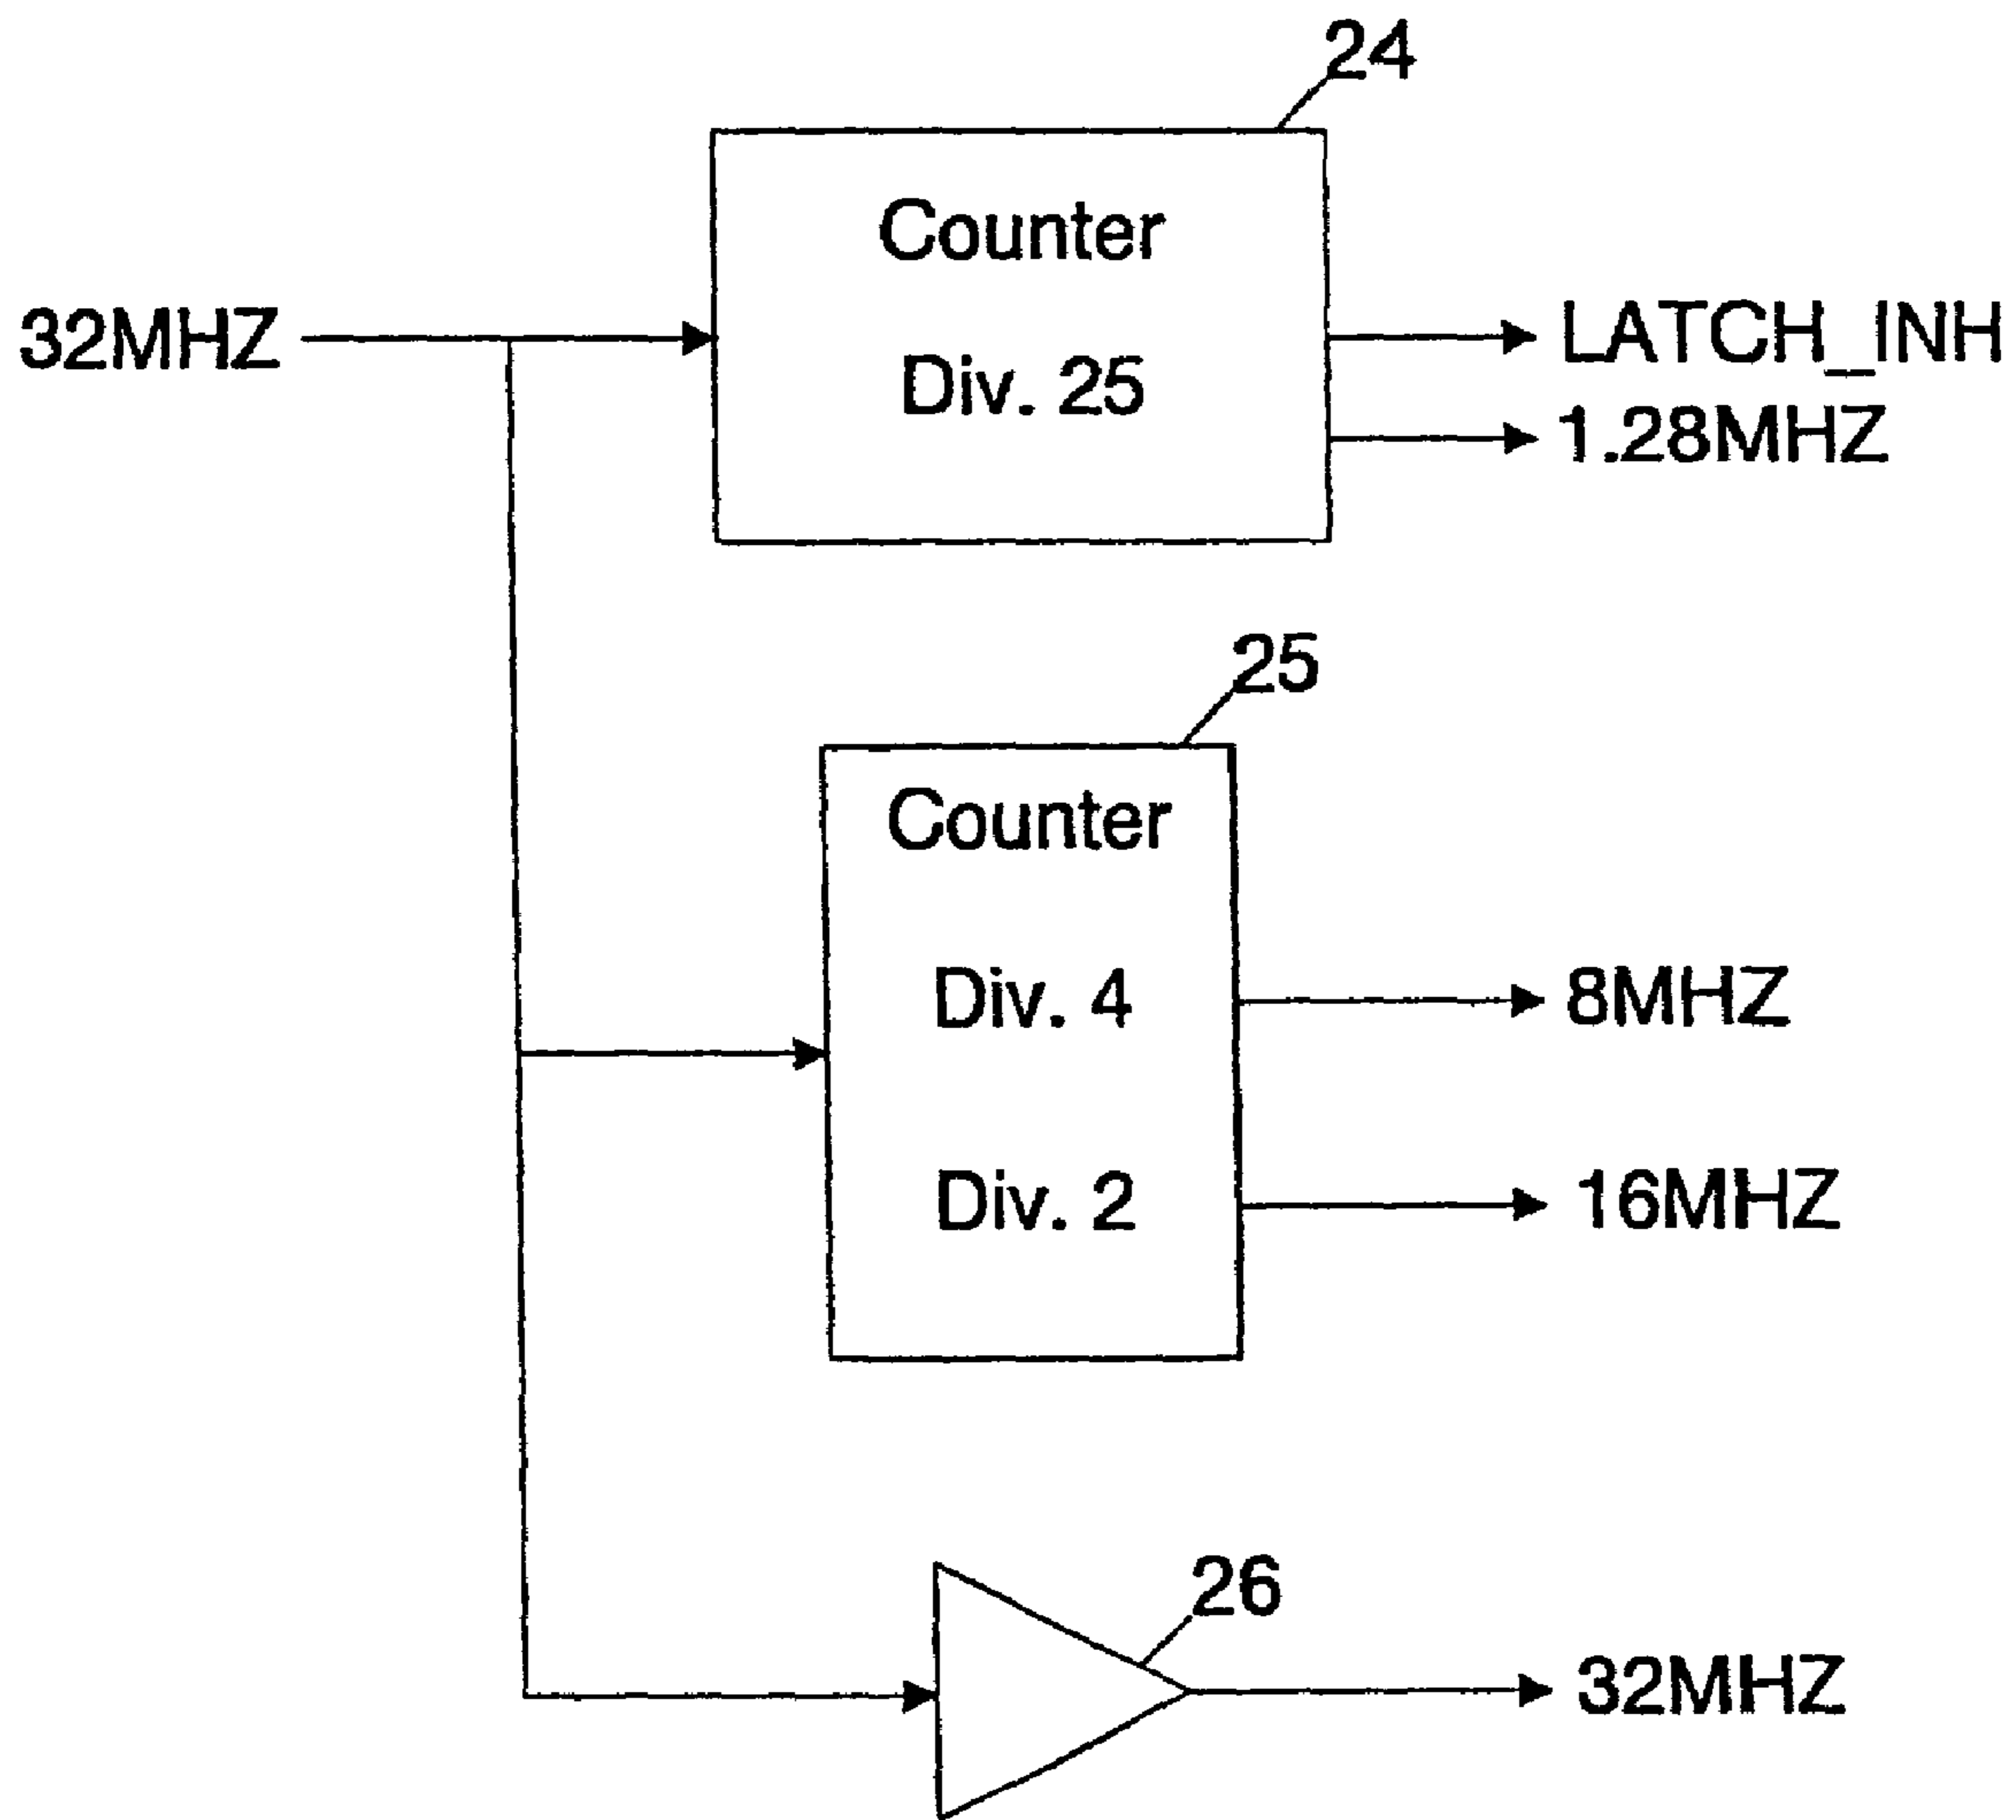 24
Counter
Div. 25
32MHZ
LATCH_INH
1.28MHZ
25
Counter
Div. 4
8MHZ
Div. 2
16MHZ
26
32MHZ